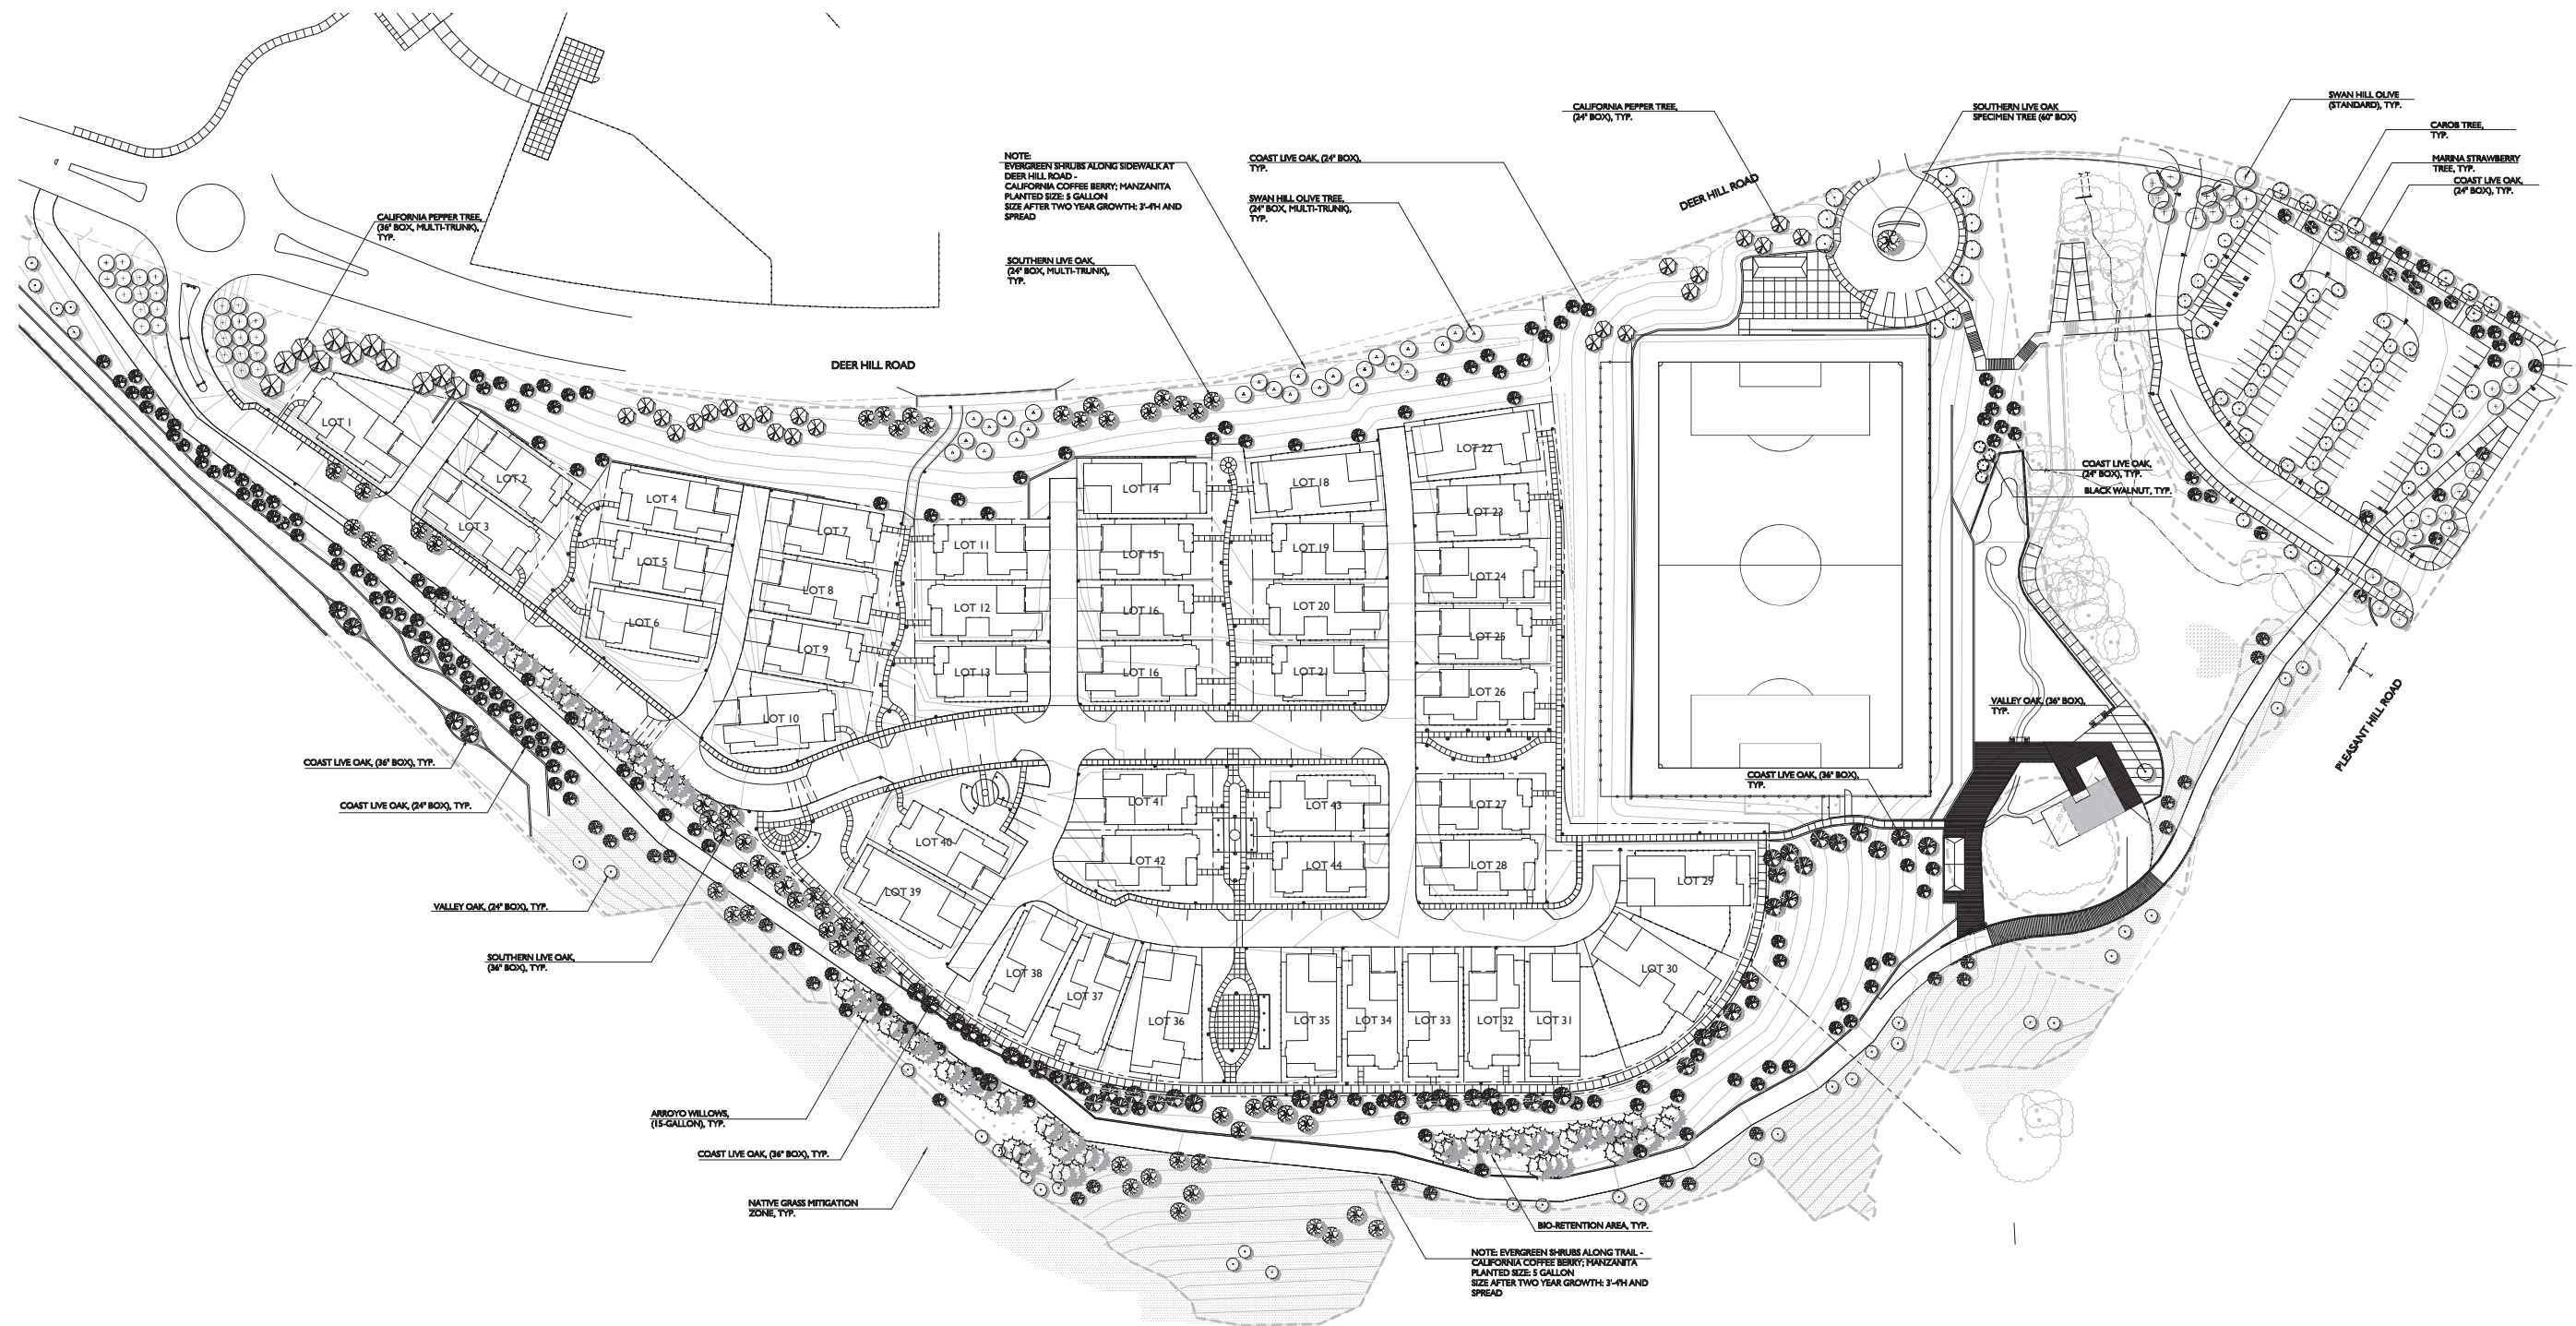 SWAN HILL OLIVE
(STANDARD), TYP.
CALIFORNIA PEPPER TREE,
(24" BOX), TYP.
SOUTHERN LIVE OAK
SPECIMEN TREE (60" BOX)
CAROB TREE,
TYP.
NOTE:
EVERGREEN SHRUBS ALONG SIDEWALK AT
DEER HILL ROAD -
CALIFORNIA COFFEE BERRY; MANZANITA
PLANTED SIZE: 5 GALLON
SIZE AFTER TWO YEAR GROWTH: 3'-4'H AND
SPREAD
COAST LIVE OAK, (24" BOX),
TYP.
MARINA STRAWBERRY
TREE, TYP.
COAST LIVE OAK,
(24" BOX), TYP.
SWAN HILL OLIVE TREE,
(24" BOX, MULTI-TRUNK),
TYP.
DEER HILL ROAD
CALIFORNIA PEPPER TREE,
(36" BOX, MULTI-TRUNK),
TYP.
SOUTHERN LIVE OAK,
(24" BOX, MULTI-TRUNK),
TYP.
DEER HILL ROAD
LOT 1
LOT 2
LOT 3
LOT 4
LOT 5
LOT 6
LOT 7
LOT 8
LOT 9
LOT 10
LOT 11
LOT 12
LOT 13
LOT 14
LOT 15
LOT 16
LOT 16
LOT 18
LOT 19
LOT 20
LOT 21
LOT 22
LOT 23
LOT 24
LOT 25
LOT 26
COAST LIVE OAK,
(24" BOX), TYP.
BLACK WALNUT, TYP.
VALLEY OAK, (36" BOX),
TYP.
PLEASANT HILL ROAD
COAST LIVE OAK, (36" BOX),
TYP.
LOT 41
LOT 42
LOT 43
LOT 44
LOT 27
LOT 28
LOT 29
LOT 40
LOT 39
LOT 38
LOT 37
LOT 36
LOT 35
LOT 34
LOT 33
LOT 32
LOT 31
LOT 30
COAST LIVE OAK, (36" BOX), TYP.
COAST LIVE OAK, (24" BOX), TYP.
VALLEY OAK, (24" BOX), TYP.
SOUTHERN LIVE OAK,
(36" BOX), TYP.
ARROYO WILLOWS,
(15-GALLON), TYP.
COAST LIVE OAK, (36" BOX), TYP.
NATIVE GRASS MITIGATION
ZONE, TYP.
BIO-RETENTION AREA, TYP.
NOTE: EVERGREEN SHRUBS ALONG TRAIL -
CALIFORNIA COFFEE BERRY; MANZANITA
PLANTED SIZE: 5 GALLON
SIZE AFTER TWO YEAR GROWTH: 3'-4'H AND
SPREAD